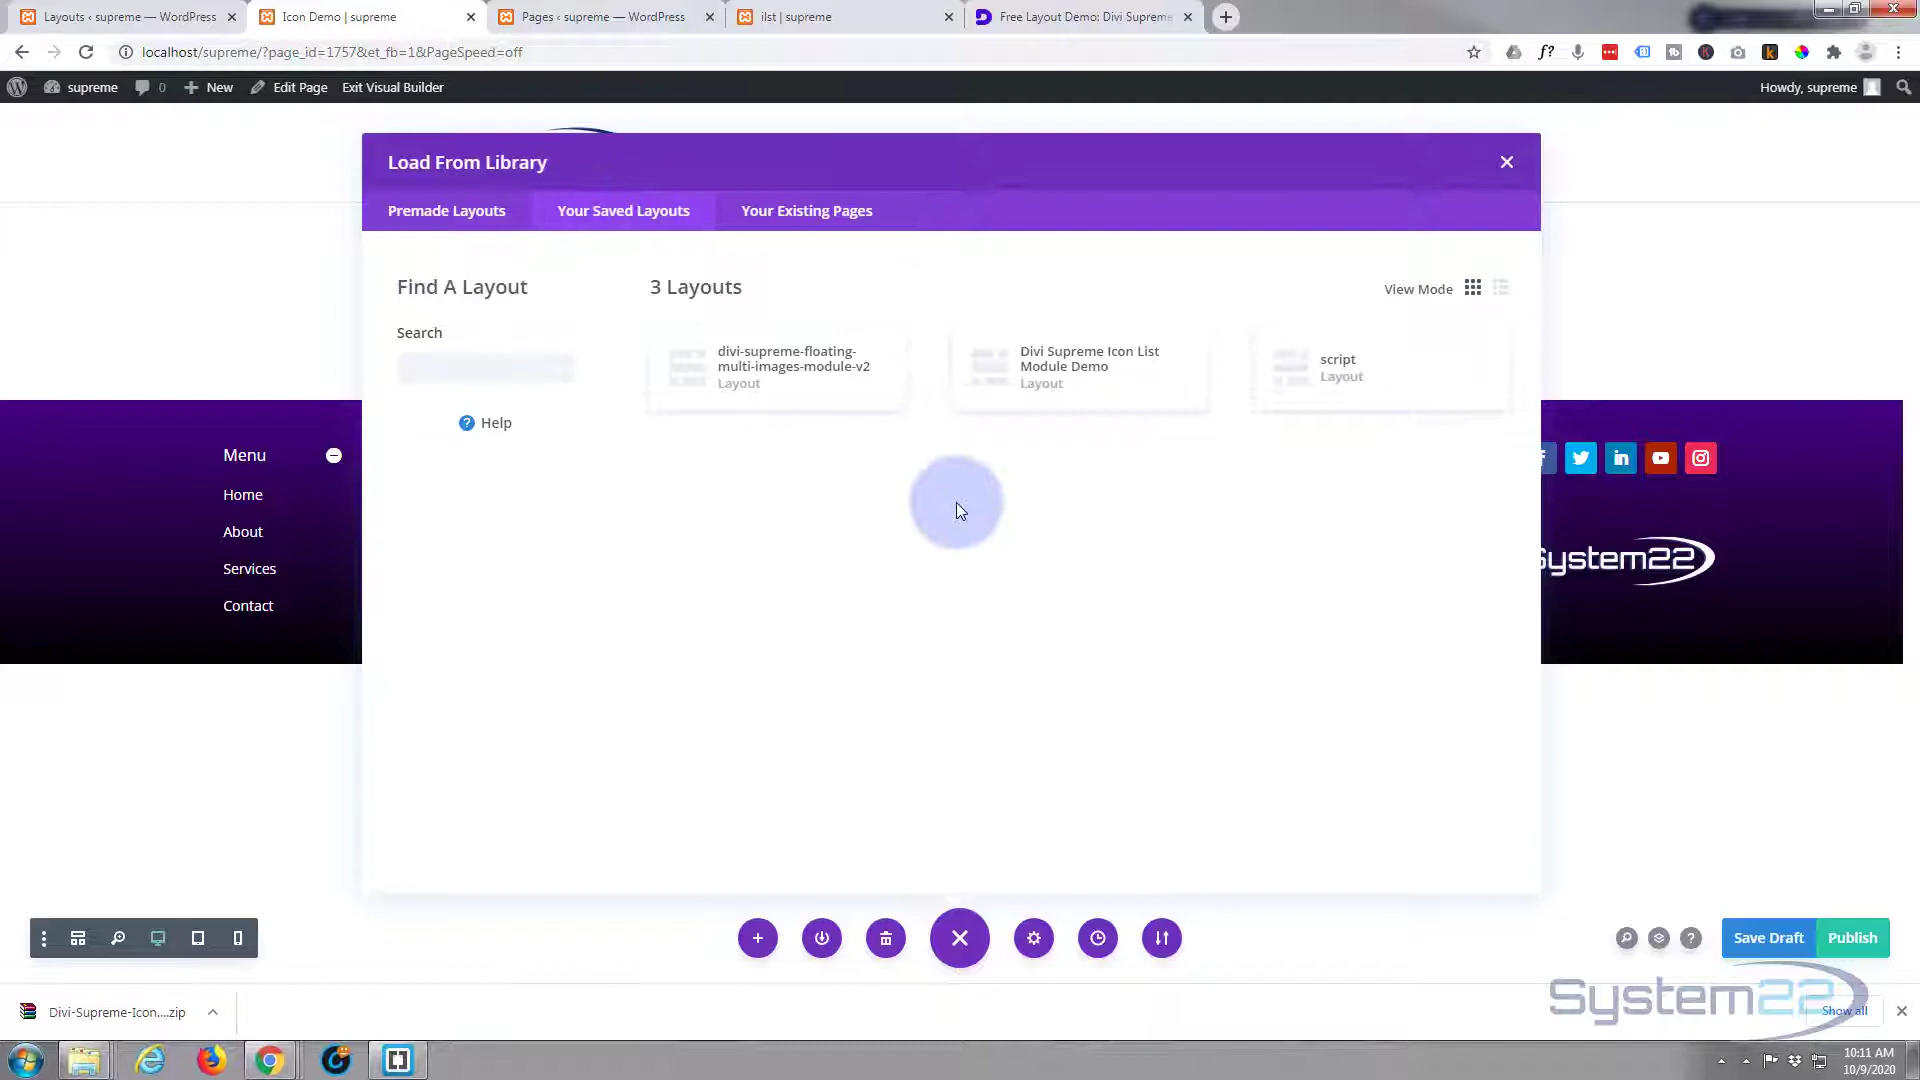 Layouts ‹ supreme — WordPress
Icon Demo | supreme
Pages ‹ supreme — WordPress
ilst | supreme
Free Layout Demo: Divi Supreme
localhost/supreme/?page_id=1757&et_fb=1&PageSpeed=off
supreme
0
New
Edit Page
Exit Visual Builder
Howdy, supreme
Load From Library
Premade Layouts
Your Saved Layouts
Your Existing Pages
Find A Layout
3 Layouts
View Mode
Search
divi-supreme-floating-
multi-images-module-v2
Layout
Divi Supreme Icon List
Module Demo
Layout
script
Layout
Help
Menu
Home
About
Services
Contact
System22
Save Draft
Publish
Divi-Supreme-Icon....zip
System22
Show all
10:11 AM
10/9/2020